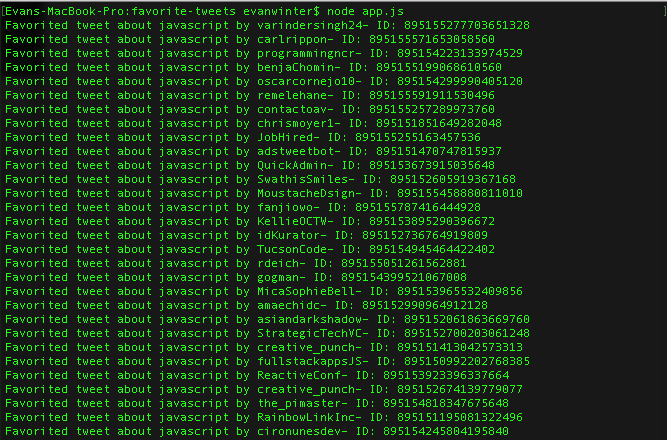 [Evans-MacBook-Pro:favorite-tweets evanwinter$ node app.js ]
Favorited tweet about javascript by varindersingh24- ID: 895155277703651328
Favorited tweet about javascript by carlrippon- ID: 895155571653058560
Favorited tweet about javascript by programmingncr- ID: 895154223133974529
Favorited tweet about javascript by benjaChomin- ID: 895155199068610560
Favorited tweet about javascript by oscarcornejo10- ID: 895154299990405120
Favorited tweet about javascript by remelehane- ID: 895155591911530496
Favorited tweet about javascript by contactoav- ID: 895155257289973760
Favorited tweet about javascript by chrismoyer1- ID: 895151851649282048
Favorited tweet about javascript by JobHired- ID: 895155255163457536
Favorited tweet about javascript by adstweetbot- ID: 895151470747815937
Favorited tweet about javascript by QuickAdmin- ID: 895153673915035648
Favorited tweet about javascript by SwathisSmiles- ID: 895152605919367168
Favorited tweet about javascript by MoustacheDsign- ID: 895155458880811010
Favorited tweet about javascript by fanjiowo- ID: 895155787416444928
Favorited tweet about javascript by KellieOCTW- ID: 895153895290396672
Favorited tweet about javascript by idKurator- ID: 895152736764919809
Favorited tweet about javascript by TucsonCode- ID: 895154945464422402
Favorited tweet about javascript by rdeich- ID: 895155051261562881
Favorited tweet about javascript by gogman- ID: 895154399521067008
Favorited tweet about javascript by MicaSophieBell- ID: 895153965532409856
Favorited tweet about javascript by amaechidc- ID: 895152990964912128
Favorited tweet about javascript by asiandarkshadow- ID: 895152061863669760
Favorited tweet about javascript by StrategicTechVC- ID: 895152700203061248
Favorited tweet about javascript by creative_punch- ID: 895151413042573313
Favorited tweet about javascript by fullstackappsJS- ID: 895150992202768385
Favorited tweet about javascript by ReactiveConf- ID: 895153923396337664
Favorited tweet about javascript by creative_punch- ID: 895152674139779077
Favorited tweet about javascript by the_pimaster- ID: 895154818347675648
Favorited tweet about javascript by RainbowLinkInc- ID: 895151195081322496
Favorited tweet about javascript by cironunesdev- ID: 895154245804195840